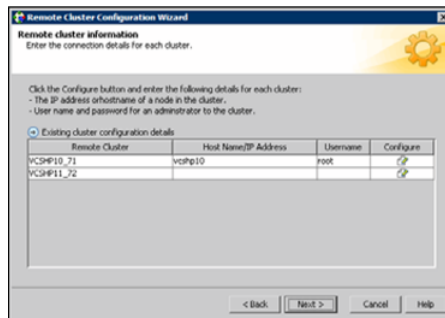 Remote Cluster Configuration Wizard
Remote cluster information
Enter the connection details for each cluster.
Click the Configure button and enter the following details for each cluster:
- The IP address orhostname of a node in the cluster.
- User name and password for an adminstrator to the cluster.
Existing cluster configuration details
Remote Cluster Host Name/IP Address Username Configure
VCSHP10_71 vcshp10 root
VCSHP11_72
< Back Next > Cancel Help